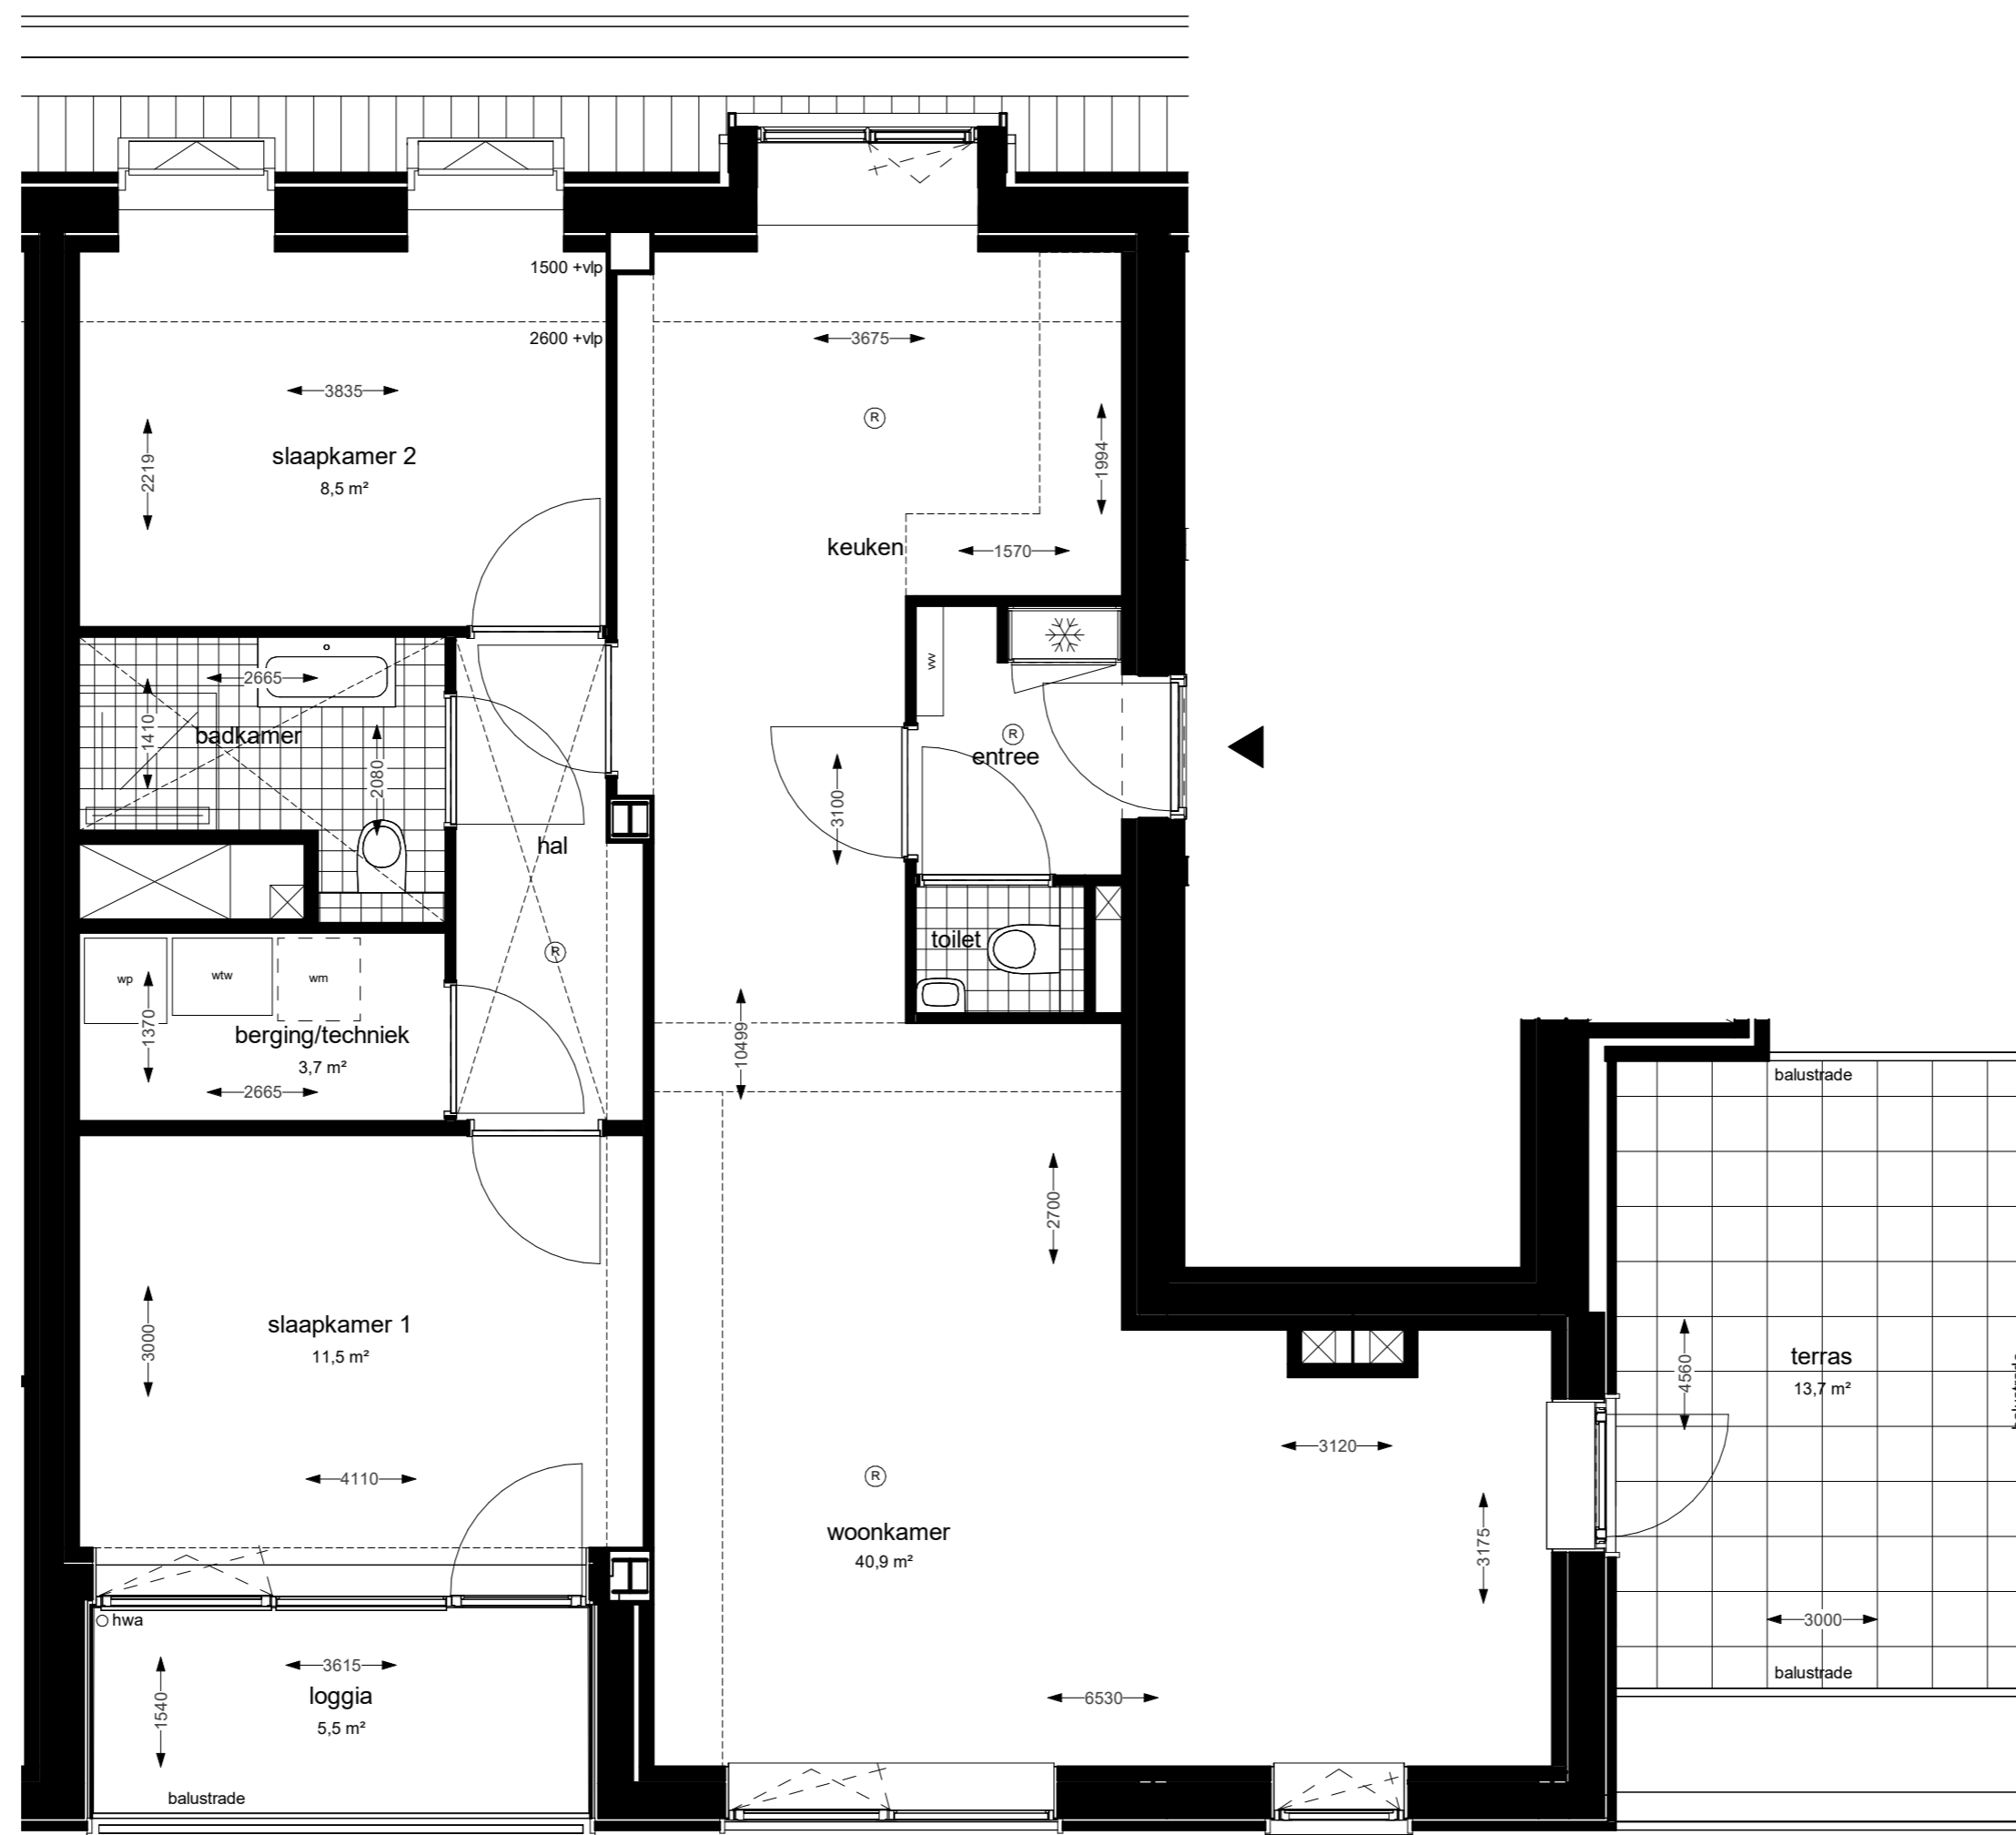 1500 +vlp
2600 +vlp
3675
3835
R
2219
1994
slaapkamer 2
8,5 m²
keuken
1570
wv
2665
1410
badkamer
2080
R
entree
3100
hal
toilet
R
wp
wtw
wm
1370
berging/techniek
3,7 m²
2665
10499
balustrade
2700
slaapkamer 1
11,5 m²
3000
terras
13,7 m²
4560
balustrade
3120
4110
R
woonkamer
40,9 m²
3175
hwa
3000
3615
loggia
5,5 m²
1540
6530
balustrade
balustrade